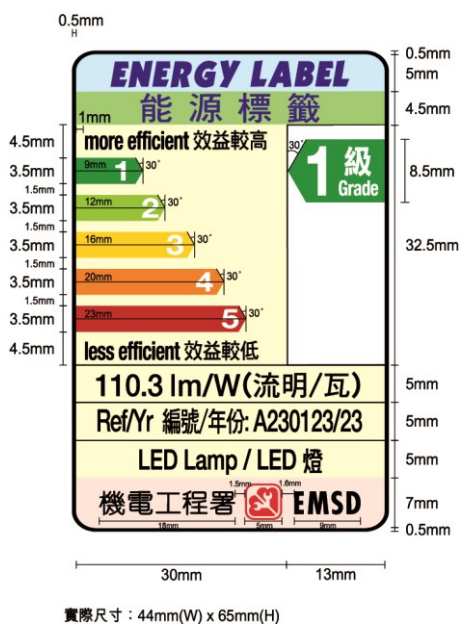 0.5mm
H
ENERGY LABEL
0.5mm
5mm
能源標籤
4.5mm
1mm
more efficient 效益較高
4.5mm
9mm 1 30°
3.5mm
1.5mm
12mm 2 30°
3.5mm
1.5mm
16mm 3 30°
3.5mm
1.5mm
20mm 4 30°
3.5mm
1.5mm
23mm 5 30°
3.5mm
less efficient 效益較低
4.5mm
30°
1級
Grade
8.5mm
32.5mm
110.3 lm/W(流明/瓦)
5mm
Ref/Yr 編號/年份: A230123/23
5mm
LED Lamp / LED 燈
5mm
1.5mm 1.6mm
機電工程署 EMSD
7mm
18mm 5mm 9mm
0.5mm
30mm 13mm
實際尺寸：44mm(W) x 65mm(H)